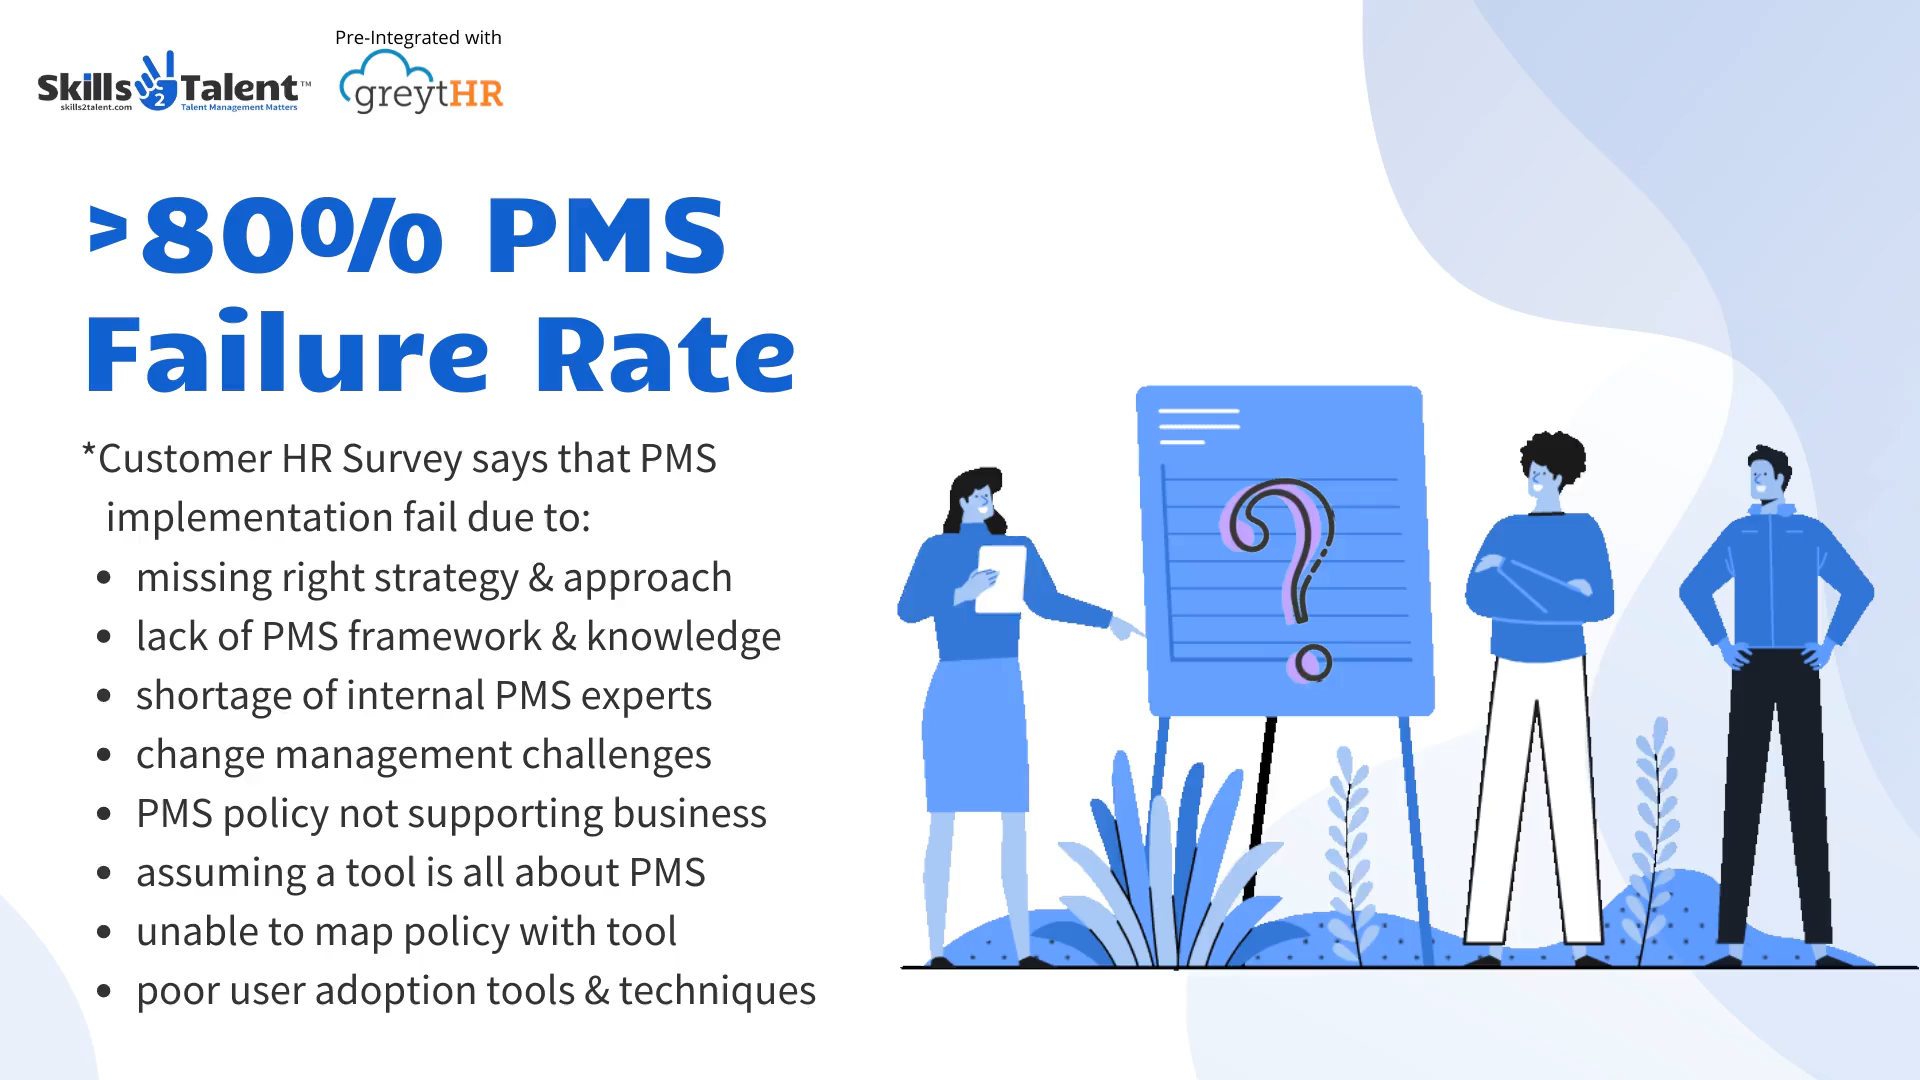 Pre-Integrated with
Skills 2 Talent™
skills2talent.com Talent Management Matters
greytHR
>80% PMS
Failure Rate
*Customer HR Survey says that PMS
implementation fail due to:
• missing right strategy & approach
• lack of PMS framework & knowledge
• shortage of internal PMS experts
• change management challenges
• PMS policy not supporting business
• assuming a tool is all about PMS
• unable to map policy with tool
• poor user adoption tools & techniques
?